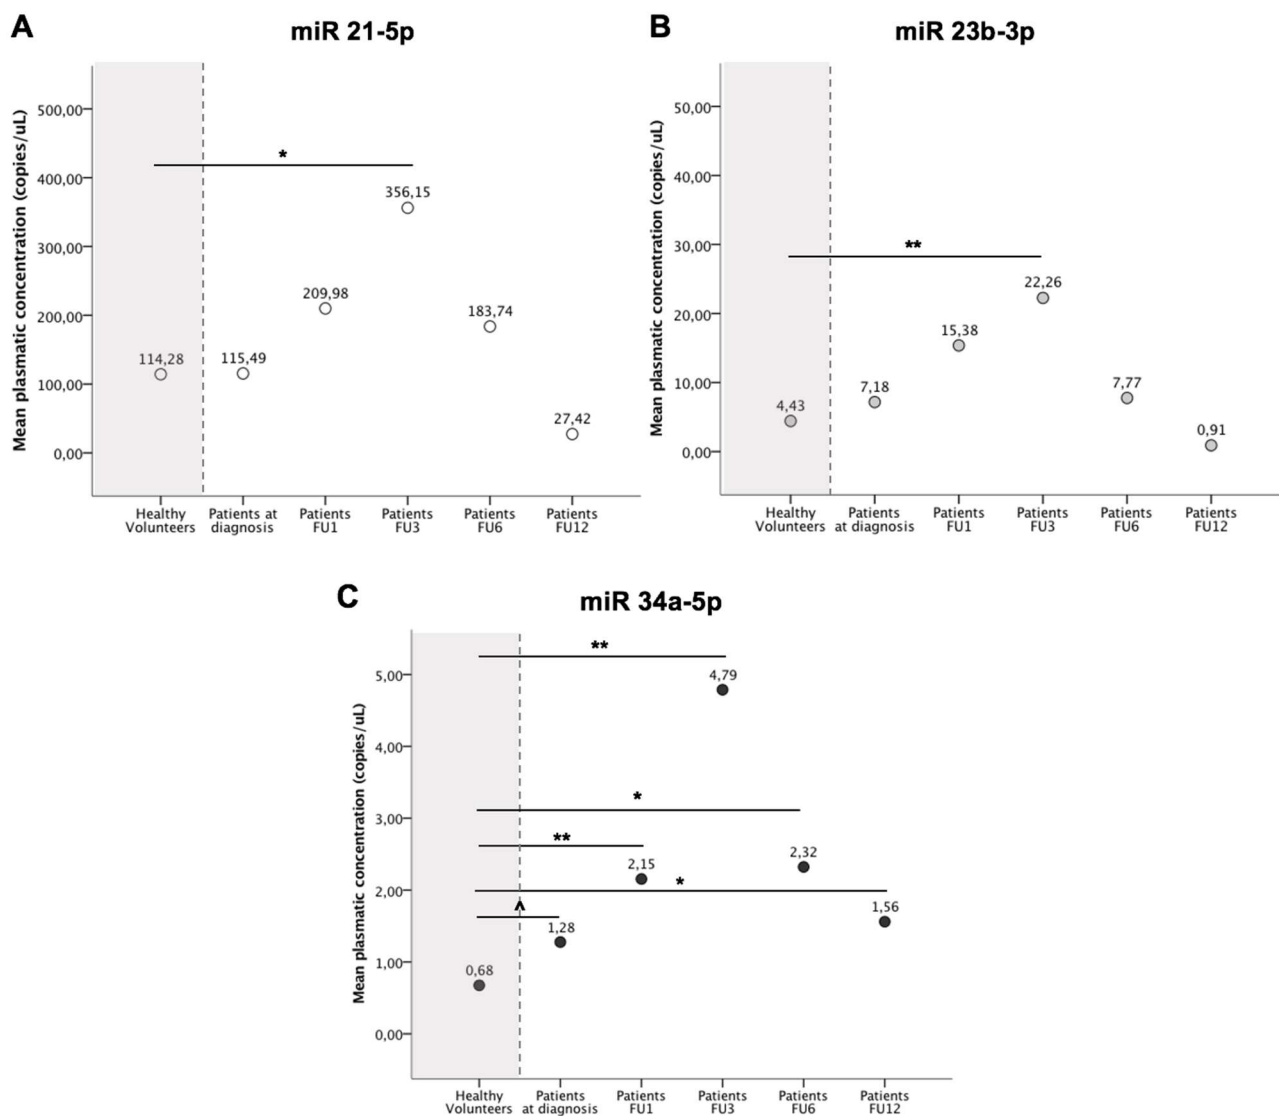 A
miR 21-5p
Mean plasmatic concentration (copies/uL)
500,00
400,00
300,00
200,00
100,00
0,00
*
114,28
115,49
209,98
356,15
183,74
27,42
Healthy
Volunteers
Patients at
diagnosis
Patients
FU1
Patients
FU3
Patients
FU6
Patients
FU12
B
miR 23b-3p
Mean plasmatic concentration (copies/uL)
50,00
40,00
30,00
20,00
10,00
0,00
**
4,43
7,18
15,38
22,26
7,77
0,91
Healthy
Volunteers
Patients
at diagnosis
Patients
FU1
Patients
FU3
Patients
FU6
Patients
FU12
C
miR 34a-5p
Mean plasmatic concentration (copies/uL)
5,00
4,00
3,00
2,00
1,00
0,00
**
*
**
*
^
0,68
1,28
2,15
4,79
2,32
1,56
Healthy
Volunteers
Patients
at diagnosis
Patients
FU1
Patients
FU3
Patients
FU6
Patients
FU12